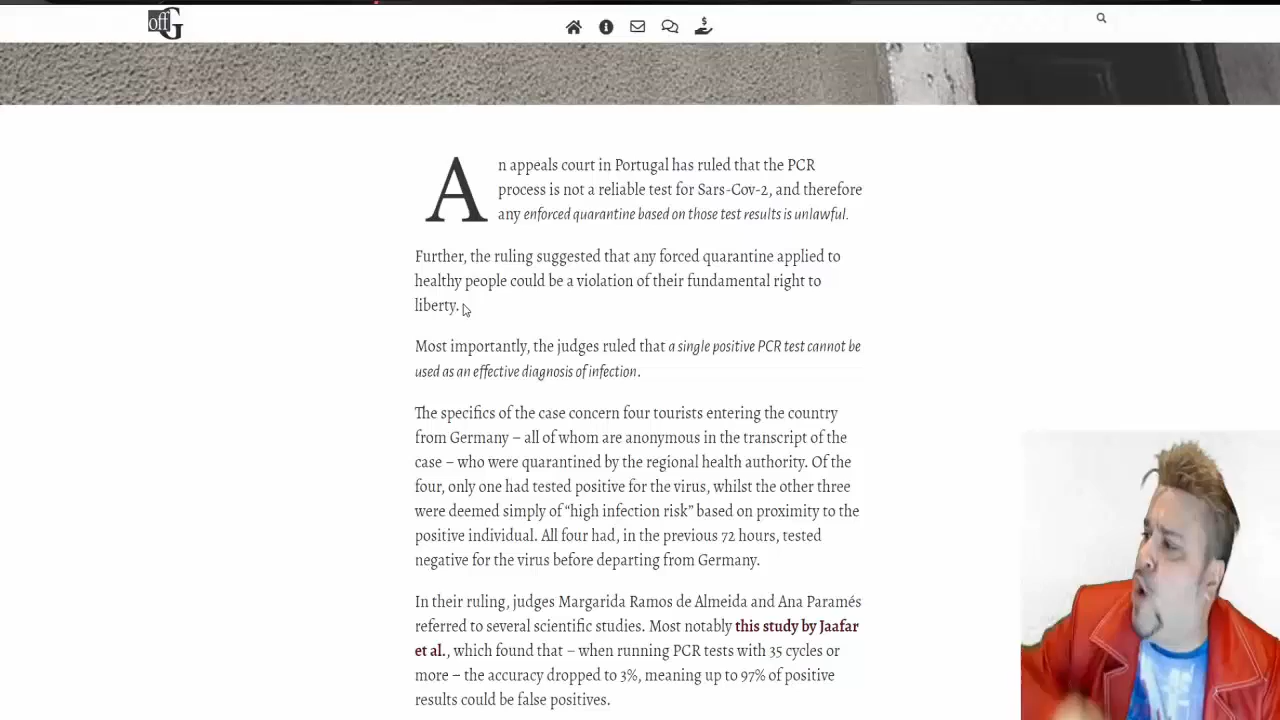 offG
An appeals court in Portugal has ruled that the PCR
process is not a reliable test for Sars-Cov-2, and therefore
any enforced quarantine based on those test results is unlawful.
Further, the ruling suggested that any forced quarantine applied to
healthy people could be a violation of their fundamental right to
liberty.
Most importantly, the judges ruled that a single positive PCR test cannot be
used as an effective diagnosis of infection.
The specifics of the case concern four tourists entering the country
from Germany – all of whom are anonymous in the transcript of the
case – who were quarantined by the regional health authority. Of the
four, only one had tested positive for the virus, whilst the other three
were deemed simply of “high infection risk” based on proximity to the
positive individual. All four had, in the previous 72 hours, tested
negative for the virus before departing from Germany.
In their ruling, judges Margarida Ramos de Almeida and Ana Paramés
referred to several scientific studies. Most notably this study by Jaafar
et al., which found that – when running PCR tests with 35 cycles or
more – the accuracy dropped to 3%, meaning up to 97% of positive
results could be false positives.